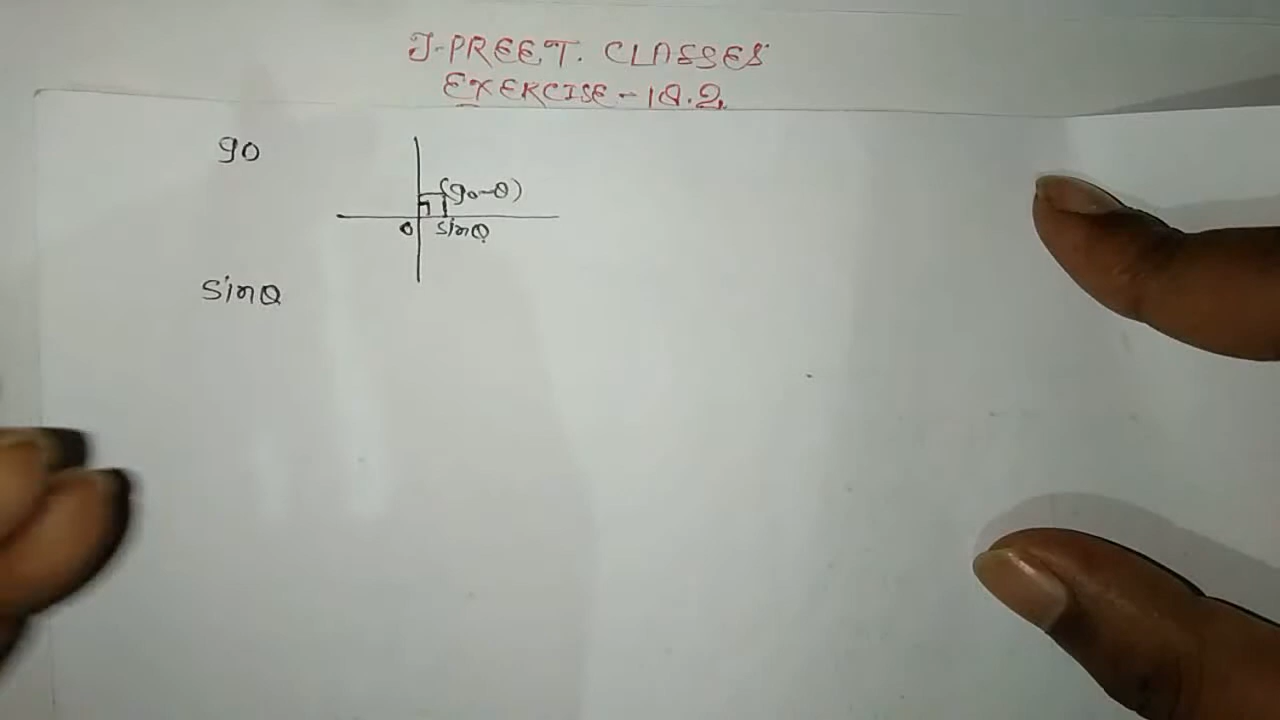 J-PREET. CLASSES
EXERCISE-18.2
90
(90-θ)
0 sinθ
sinθ